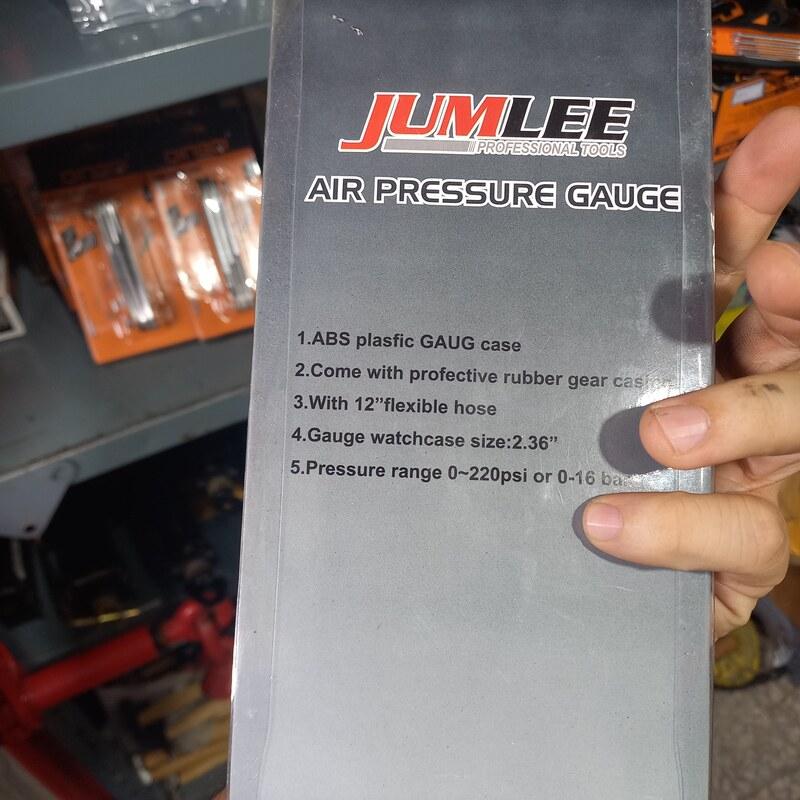 JUMLEE
PROFESSIONAL TOOLS
AIR PRESSURE GAUGE
1.ABS plasfic GAUG case
2.Come with profective rubber gear casing
3.With 12”flexible hose
4.Gauge watchcase size:2.36”
5.Pressure range 0~220psi or 0-16